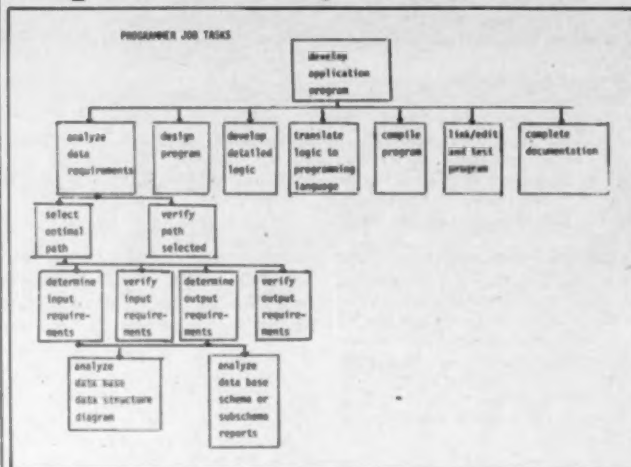 PROGRAMMER JOB TASKS
develop
application
program
analyze
data
requirements
design
program
develop
detailed
logic
translate
logic to
programming
language
compile
program
link/edit
and test
program
complete
documentation
select
optimal
path
verify
path
selected
determine
input
require-
ments
verify
input
require-
ments
determine
output
require-
ments
verify
output
require-
ments
analyze
data base
data structure
diagram
analyze
data base
schema or
subschema
reports